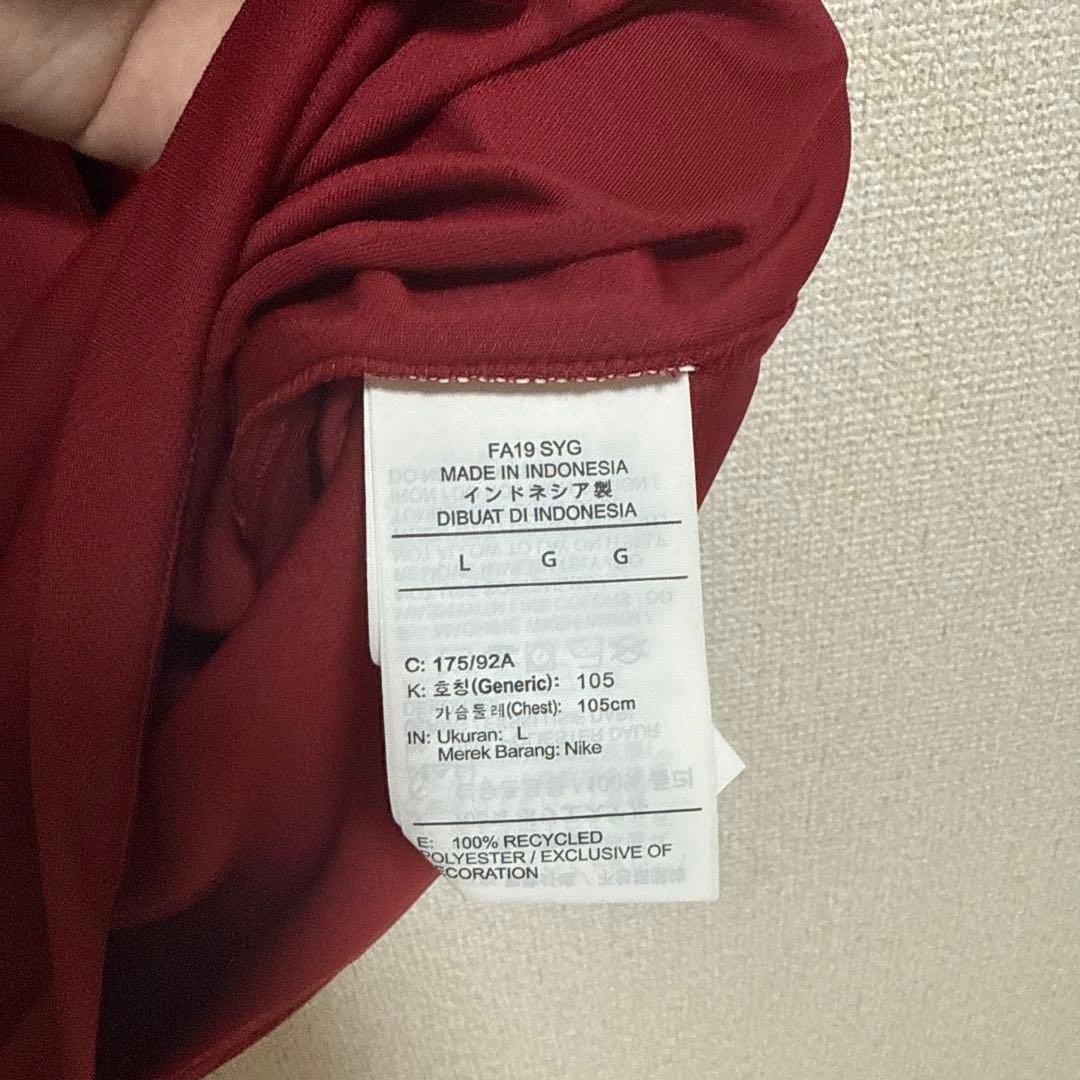 FA19 SYG
MADE IN INDONESIA
インドネシア製
DIBUAT DI INDONESIA
L G G
C: 175/92A
K: 호칭(Generic): 105
가슴둘레(Chest): 105cm
IN: Ukuran: L
Merek Barang: Nike
E: 100% RECYCLED
POLYESTER / EXCLUSIVE OF